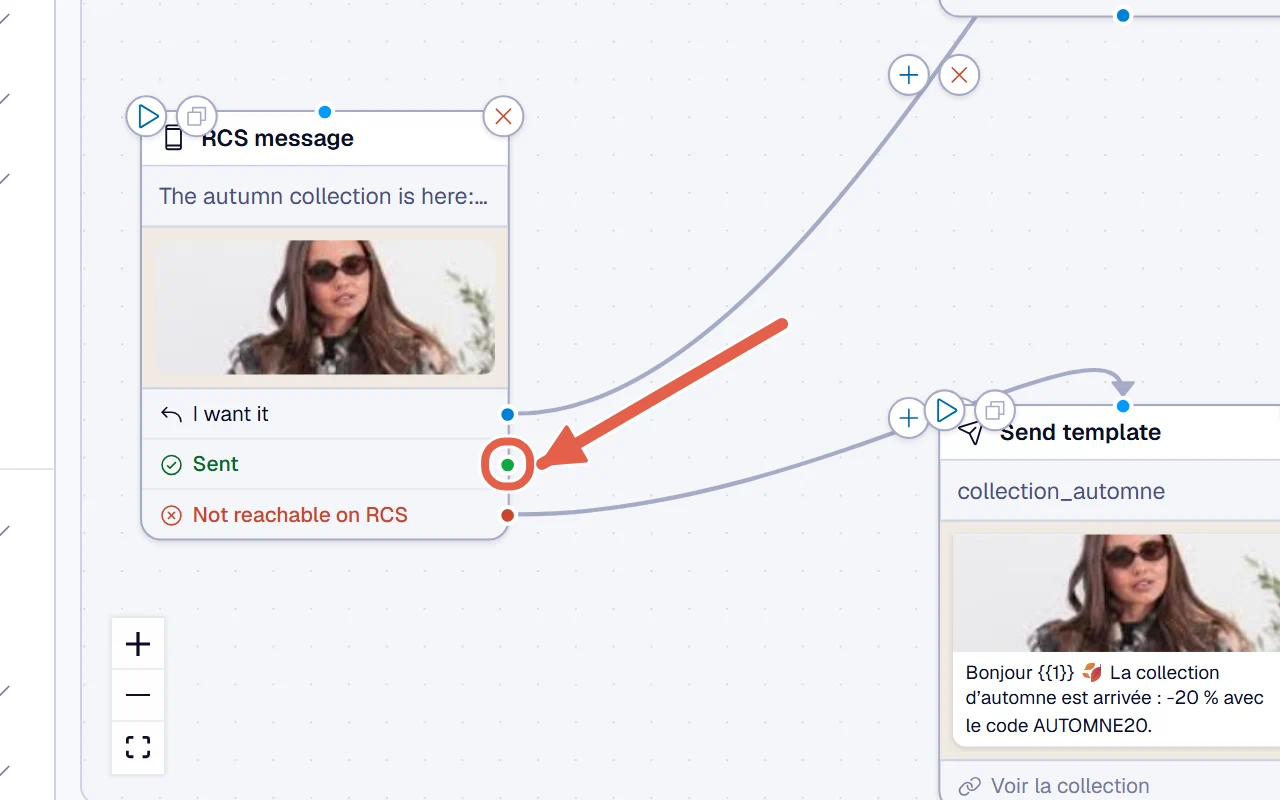 RCS message
The autumn collection is here:...
I want it
Sent
Not reachable on RCS
Send template
collection_automne
Bonjour {{1}} 🍂 La collection
d’automne est arrivée : -20 % avec
le code AUTOMNE20.
Voir la collection